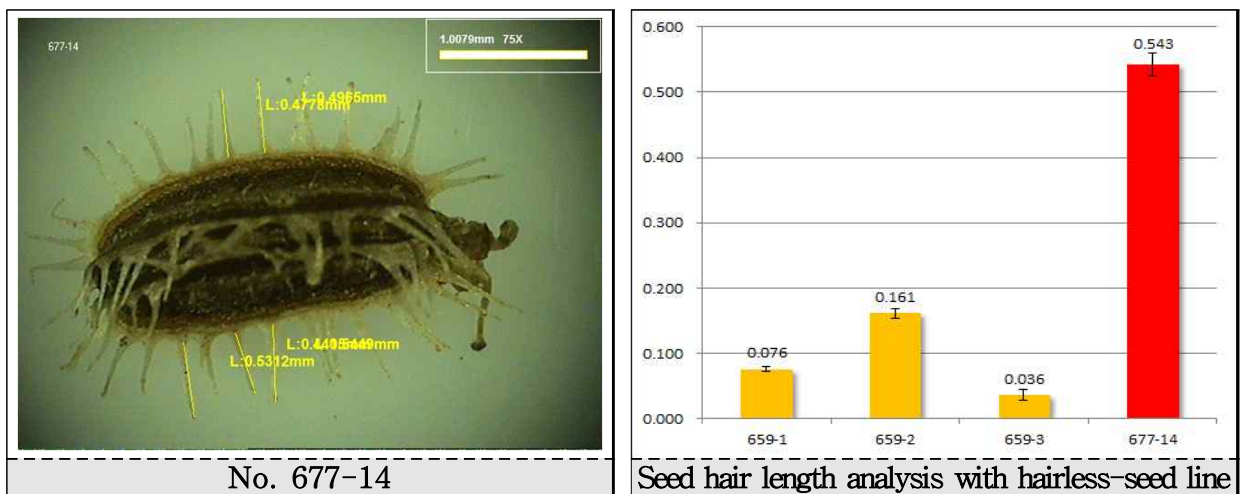 677-14
1.0079mm 75X
L:0.4778mm
L:0.4965mm
L:0.5312mm
No. 677-14
0.600
0.500
0.400
0.300
0.200
0.100
0.000
0.076
0.161
0.036
0.543
659-1 659-2 659-3 677-14
Seed hair length analysis with hairless-seed line